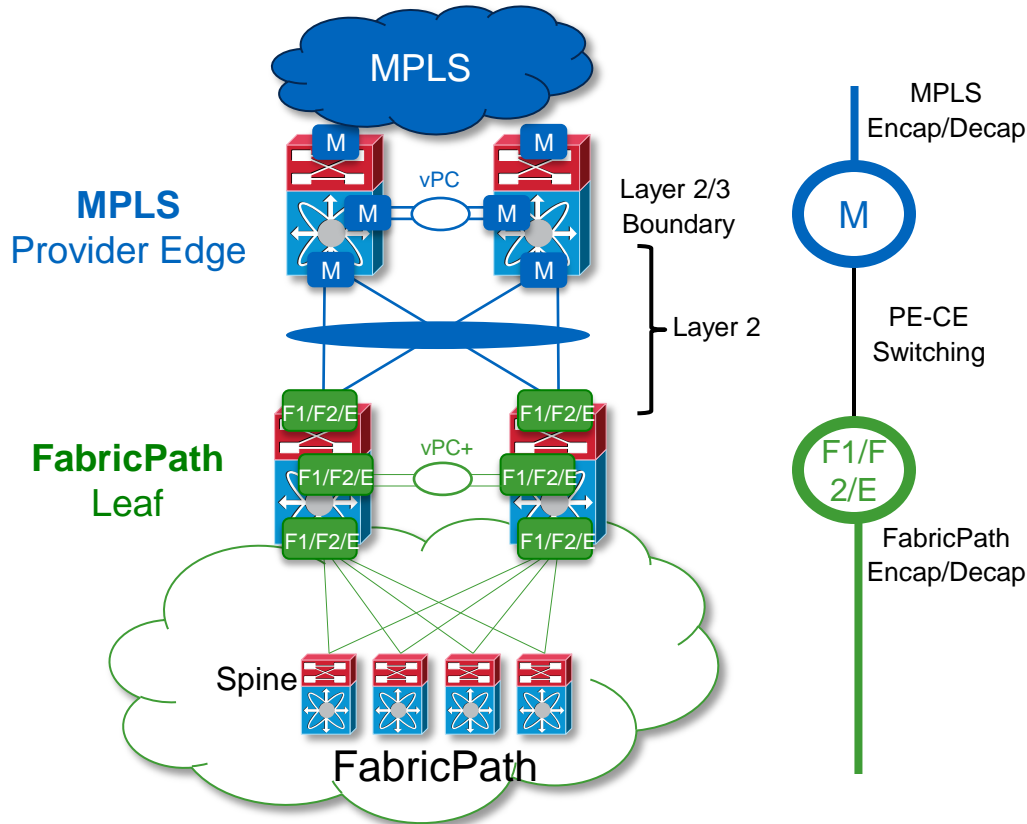 MPLS
MPLS
Encap/Decap
M
M
vPC
M
M
MPLS
Provider Edge
Layer 2/3
Boundary
M
M
M
Layer 2
PE-CE
Switching
F1/F2/E
F1/F2/E
FabricPath
Leaf
vPC+
F1/F2/E
F1/F2/E
F1/F
2/E
F1/F2/E
F1/F2/E
FabricPath
Encap/Decap
Spine
FabricPath